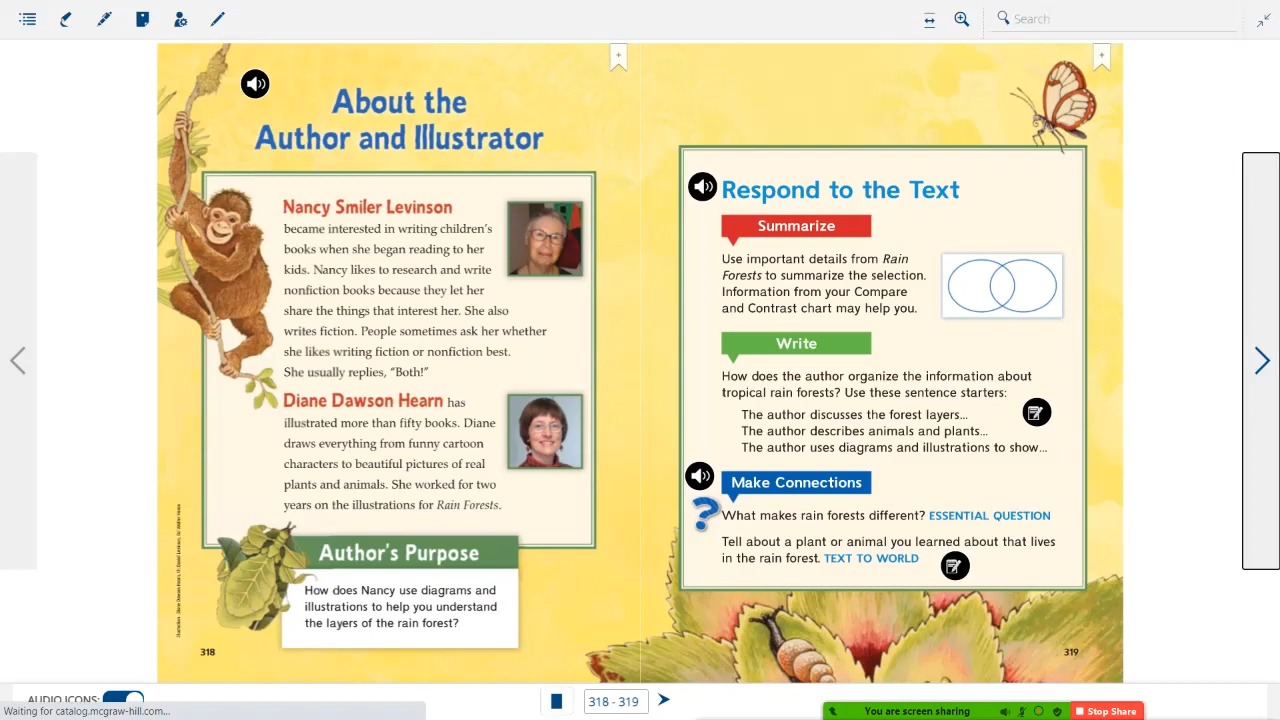 Search
About the
Author and Illustrator
Nancy Smiler Levinson
became interested in writing children's
books when she began reading to her
kids. Nancy likes to research and write
nonfiction books because they let her
share the things that interest her. She also
writes fiction. People sometimes ask her whether
she likes writing fiction or nonfiction best.
She usually replies, “Both!”
Diane Dawson Hearn has
illustrated more than fifty books. Diane
draws everything from funny cartoon
characters to beautiful pictures of real
plants and animals. She worked for two
years on the illustrations for Rain Forests.
Author's Purpose
How does Nancy use diagrams and
illustrations to help you understand
the layers of the rain forest?
318
Respond to the Text
Summarize
Use important details from Rain
Forests to summarize the selection.
Information from your Compare
and Contrast chart may help you.
Write
How does the author organize the information about
tropical rain forests? Use these sentence starters:
The author discusses the forest layers...
The author describes animals and plants...
The author uses diagrams and illustrations to show...
Make Connections
?
What makes rain forests different? ESSENTIAL QUESTION
Tell about a plant or animal you learned about that lives
in the rain forest. TEXT TO WORLD
319
AUDIO ICONS:
318 - 319
Waiting for catalog.mcgraw-hill.com...
You are screen sharing
Stop Share